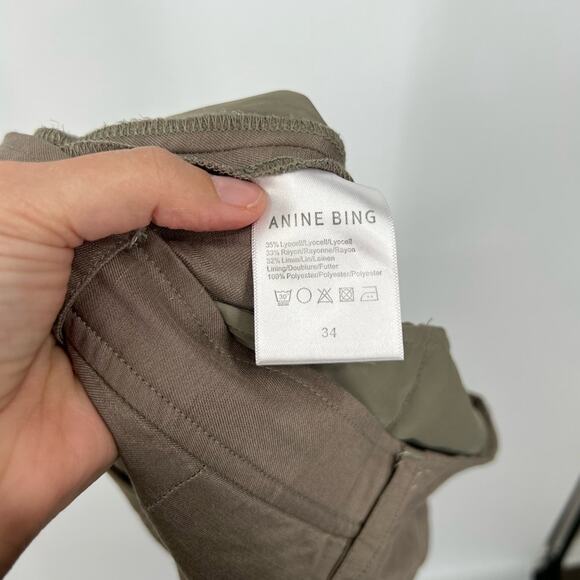 ANINE BING
35% Lyocell/Lyocell/Lyocell
33% Rayon/Rayonne/Rayon
32% Linen/Lin/Leinen
Lining/Doublure/Futter
100% Polyester/Polyester/Polyester
30°
34